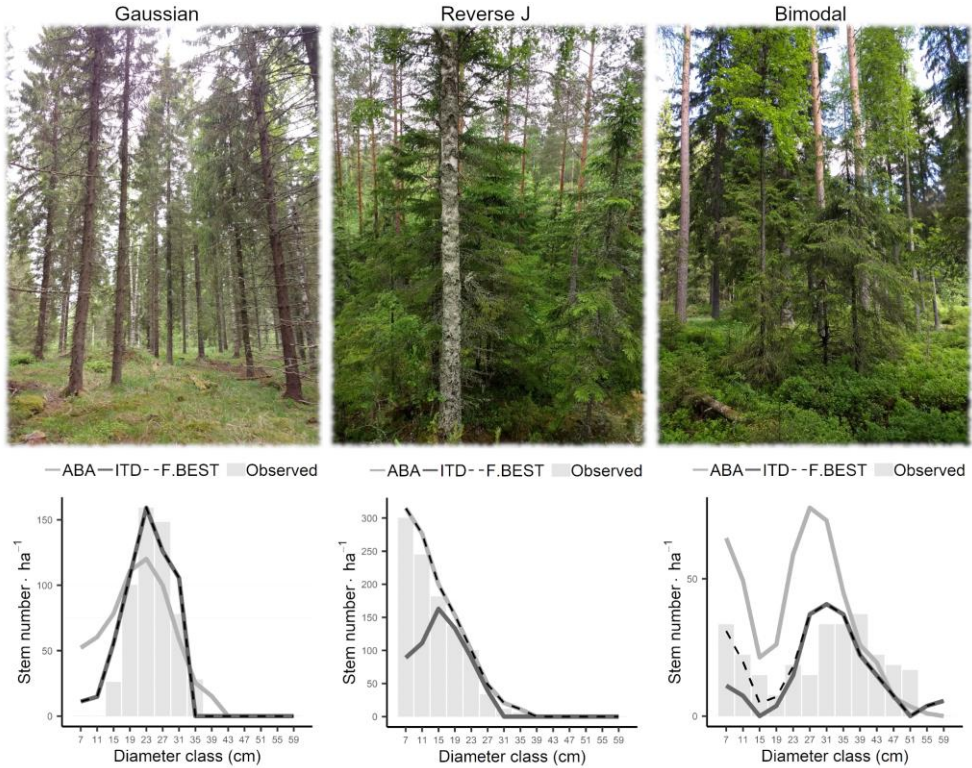 Gaussian
Reverse J
Bimodal
ABA ITD F.BEST Observed
ABA ITD F.BEST Observed
ABA ITD F.BEST Observed
Stem number · ha⁻¹
150
100
50
0
7 11 15 19 23 27 31 35 39 43 47 51 55 59
Diameter class (cm)
Stem number · ha⁻¹
300
250
200
150
100
50
0
7 11 15 19 23 27 31 35 39 43 47 51 55 59
Diameter class (cm)
Stem number · ha⁻¹
50
0
7 11 15 19 23 27 31 35 39 43 47 51 55 59
Diameter class (cm)